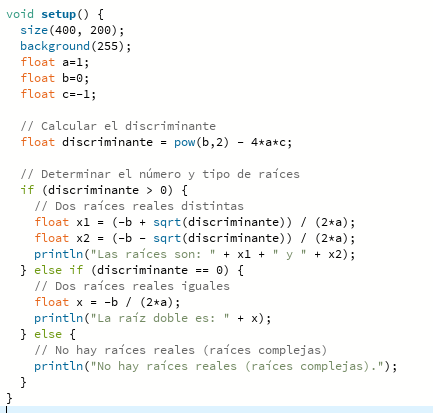 void setup() {
  size(400, 200);
  background(255);
  float a=1;
  float b=0;
  float c=-1;

  // Calcular el discriminante
  float discriminante = pow(b,2) - 4*a*c;

  // Determinar el número y tipo de raíces
  if (discriminante > 0) {
    // Dos raíces reales distintas
    float x1 = (-b + sqrt(discriminante)) / (2*a);
    float x2 = (-b - sqrt(discriminante)) / (2*a);
    println("Las raíces son: " + x1 + " y " + x2);
  } else if (discriminante == 0) {
    // Dos raíces reales iguales
    float x = -b / (2*a);
    println("La raíz doble es: " + x);
  } else {
    // No hay raíces reales (raíces complejas)
    println("No hay raíces reales (raíces complejas).");
  }
}